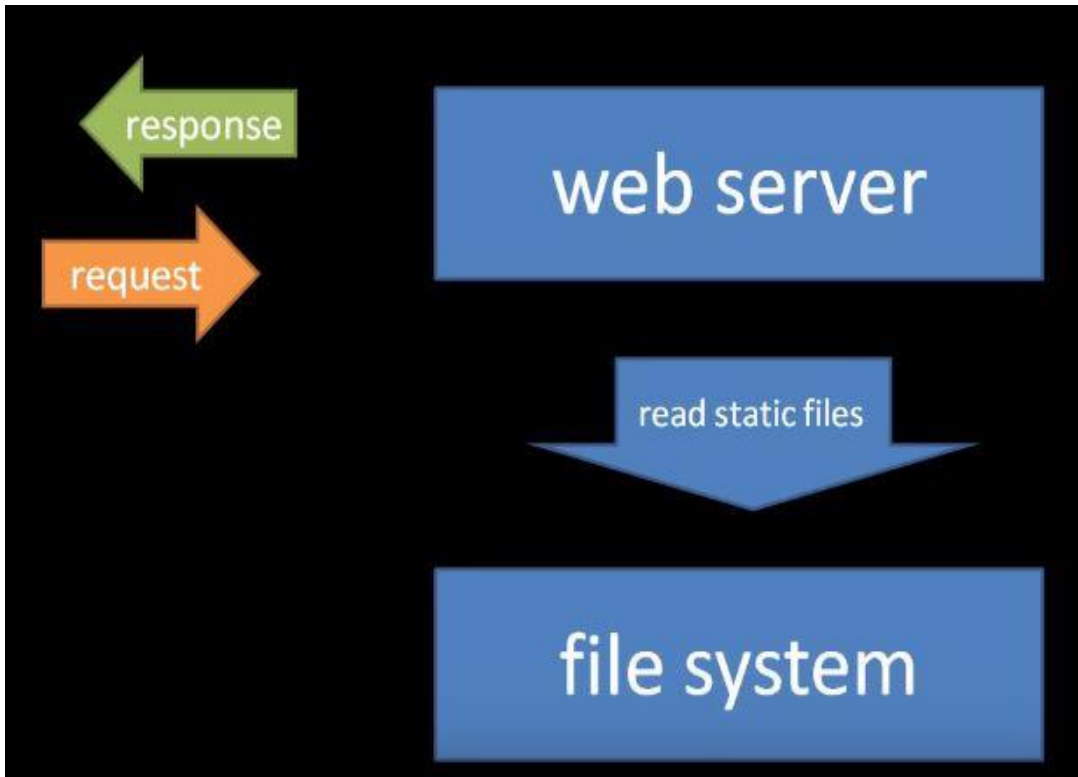 response
web server
request
read static files
file system